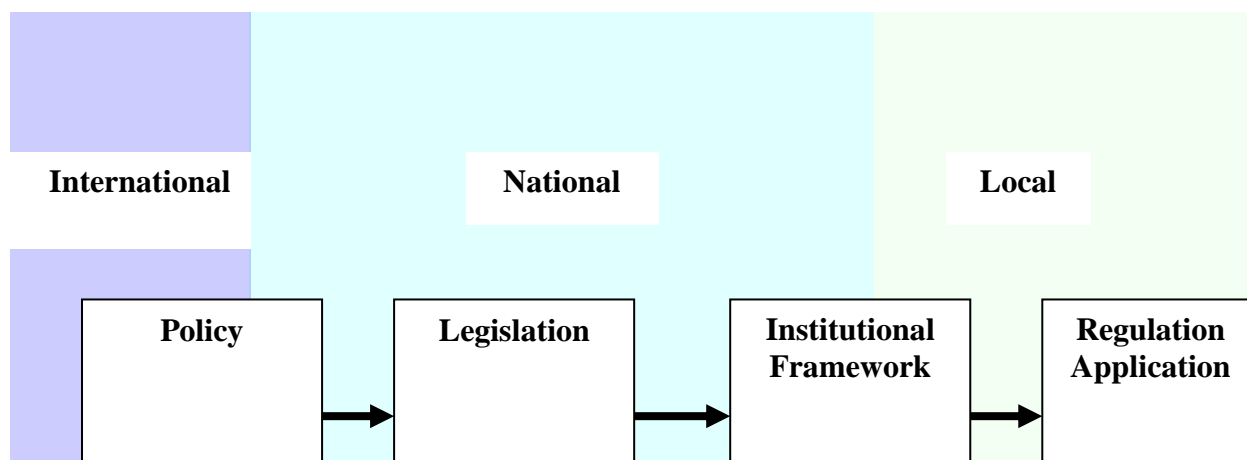 International
National
Local
Policy
Legislation
Institutional
Framework
Regulation
Application